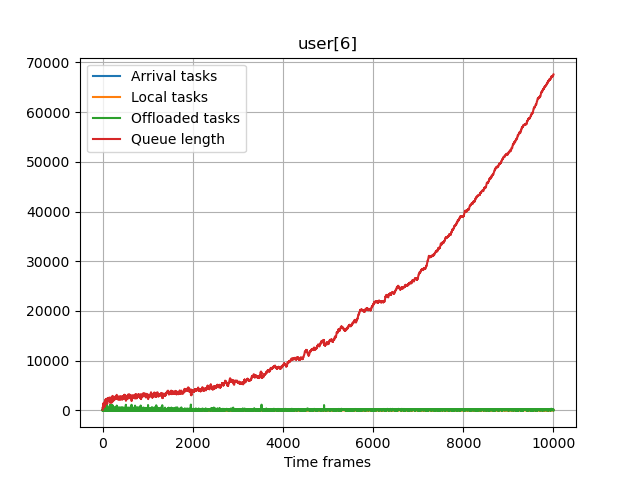 user[6]
70000
60000
50000
40000
30000
20000
10000
0
Arrival tasks
Local tasks
Offloaded tasks
Queue length
0 2000 4000 6000 8000 10000
Time frames